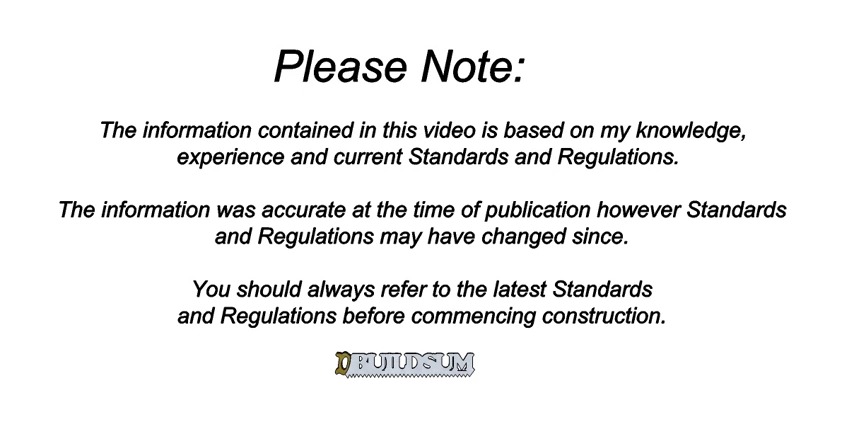 Please Note:
The information contained in this video is based on my knowledge,
experience and current Standards and Regulations.
The information was accurate at the time of publication however Standards
and Regulations may have changed since.
You should always refer to the latest Standards
and Regulations before commencing construction.
BUILDSUM